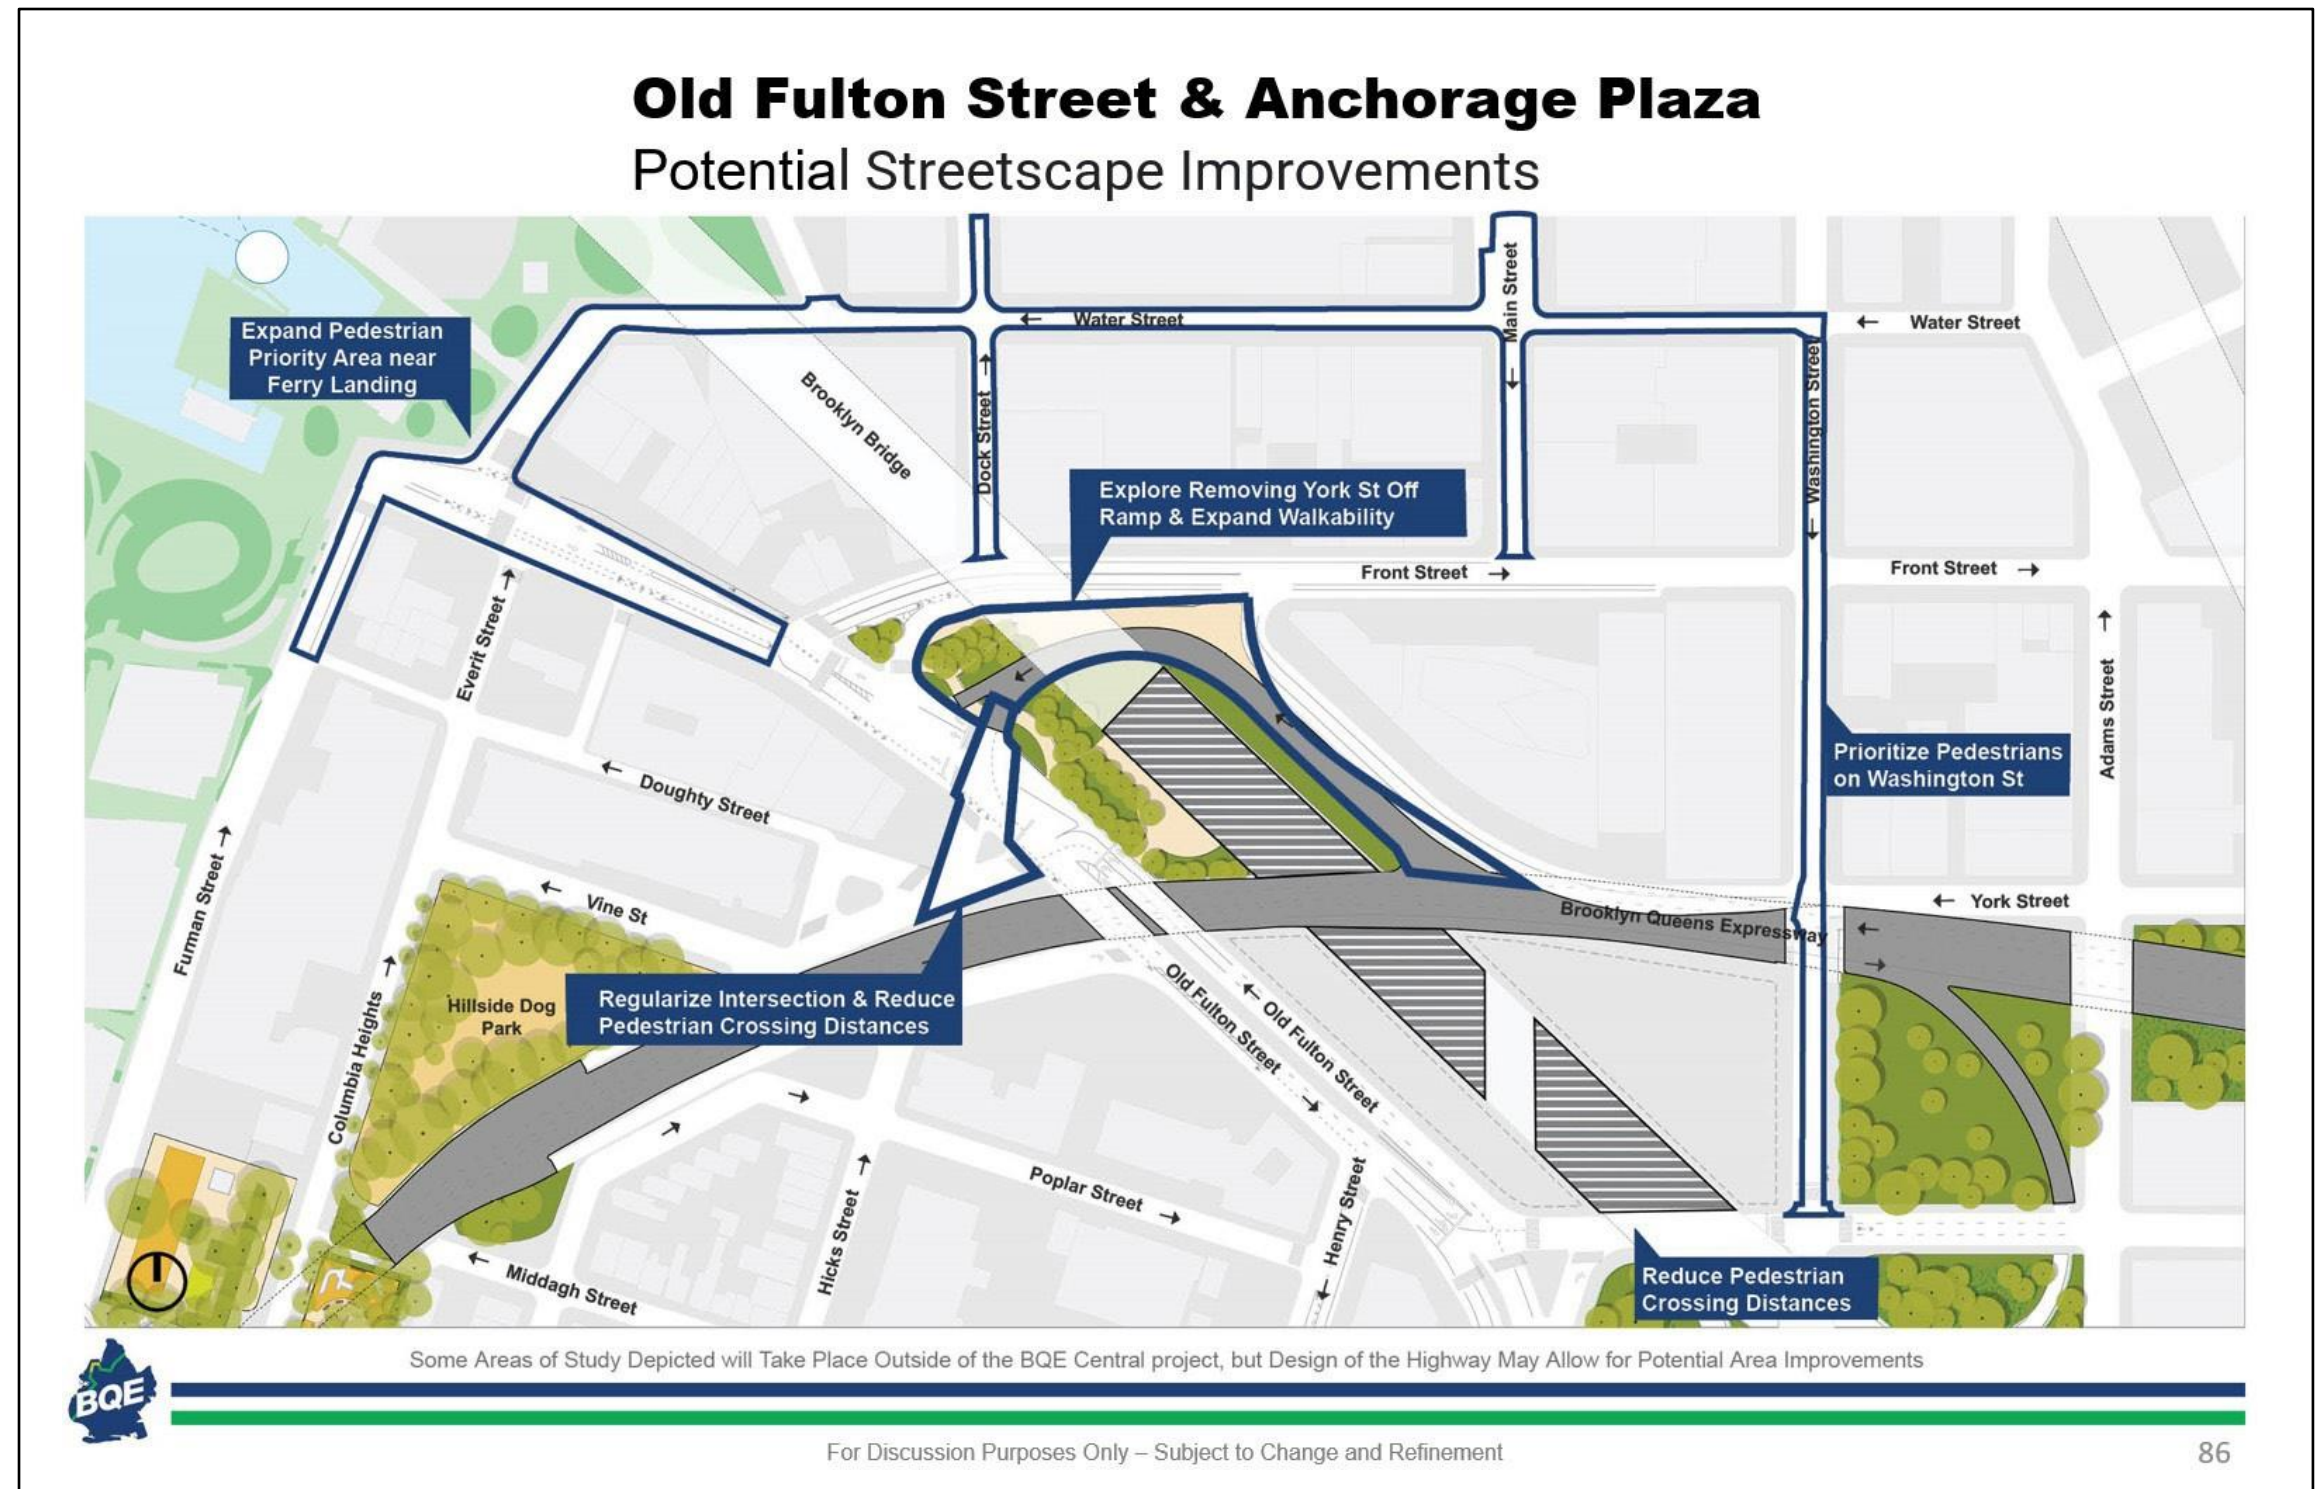 Old Fulton Street & Anchorage Plaza
Potential Streetscape Improvements
Expand Pedestrian
Priority Area near
Ferry Landing
Water Street
Main Street
Water Street
Brooklyn Bridge
Dock Street
Washington Street
Explore Removing York St Off
Ramp & Expand Walkability
Front Street
Front Street
Everit Street
Adams Street
Prioritize Pedestrians
on Washington St
Doughty Street
Furman Street
Vine St
York Street
Brooklyn Queens Expressway
Hillside Dog
Park
Regularize Intersection & Reduce
Pedestrian Crossing Distances
Columbia Heights
Old Fulton Street
Old Fulton Street
Poplar Street
Hicks Street
Henry Street
Middagh Street
Reduce Pedestrian
Crossing Distances
Some Areas of Study Depicted will Take Place Outside of the BQE Central project, but Design of the Highway May Allow for Potential Area Improvements
BQE
For Discussion Purposes Only – Subject to Change and Refinement
86